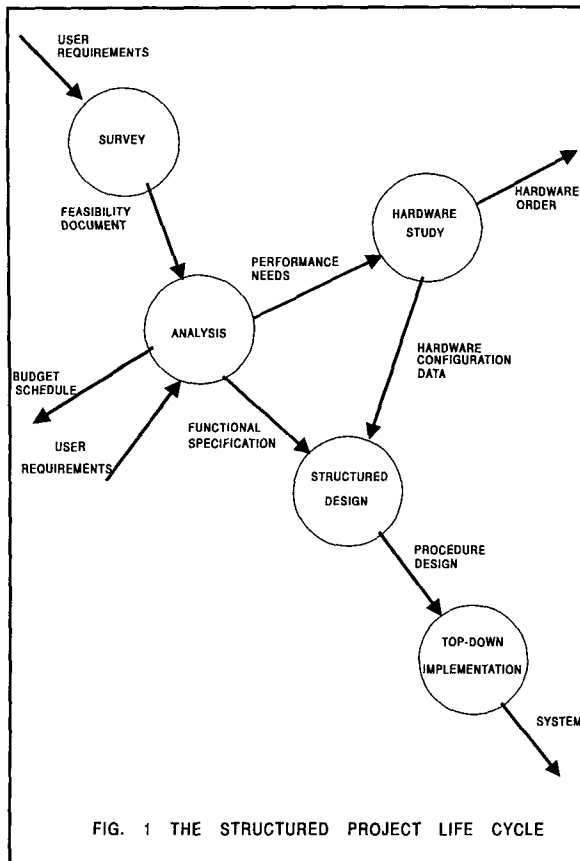 USER
REQUIREMENTS
SURVEY
FEASIBILITY
DOCUMENT
HARDWARE
STUDY
HARDWARE
ORDER
PERFORMANCE
NEEDS
ANALYSIS
BUDGET
SCHEDULE
USER
REQUIREMENTS
FUNCTIONAL
SPECIFICATION
HARDWARE
CONFIGURATION
DATA
STRUCTURED
DESIGN
PROCEDURE
DESIGN
TOP-DOWN
IMPLEMENTATION
SYSTEM
FIG. 1 THE STRUCTURED PROJECT LIFE CYCLE